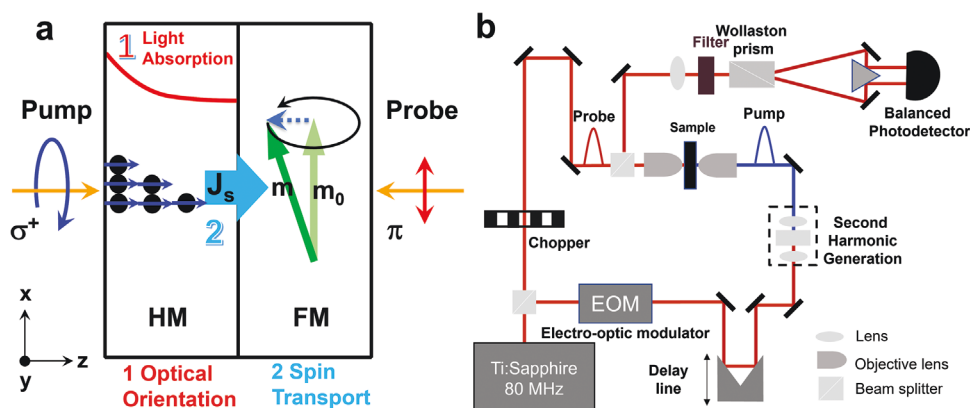 a
1 Light
Absorption
Pump
Probe
σ+
Js
2
m
m0
π
x
z
y
HM
FM
1 Optical
Orientation
2 Spin
Transport
b
Filter
Wollaston
prism
Balanced
Photodetector
Probe
Sample
Pump
Chopper
Second
Harmonic
Generation
EOM
Electro-optic modulator
Ti:Sapphire
80 MHz
Delay
line
Lens
Objective lens
Beam splitter